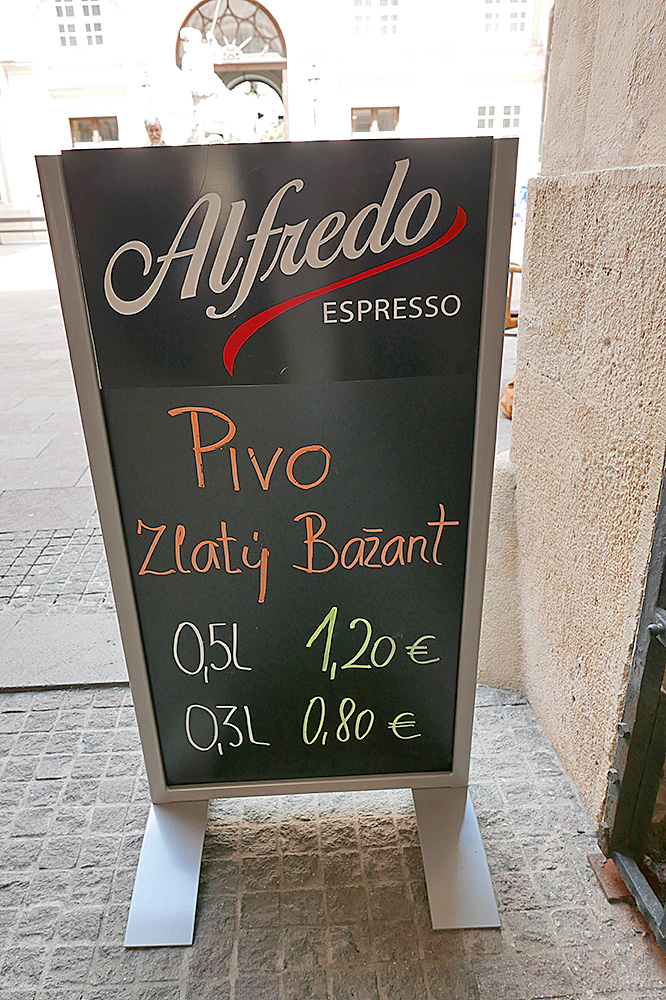 Alfredo
ESPRESSO
Pivo
Zlatý Bažant
0,5L 1,20 €
0,3L 0,80 €